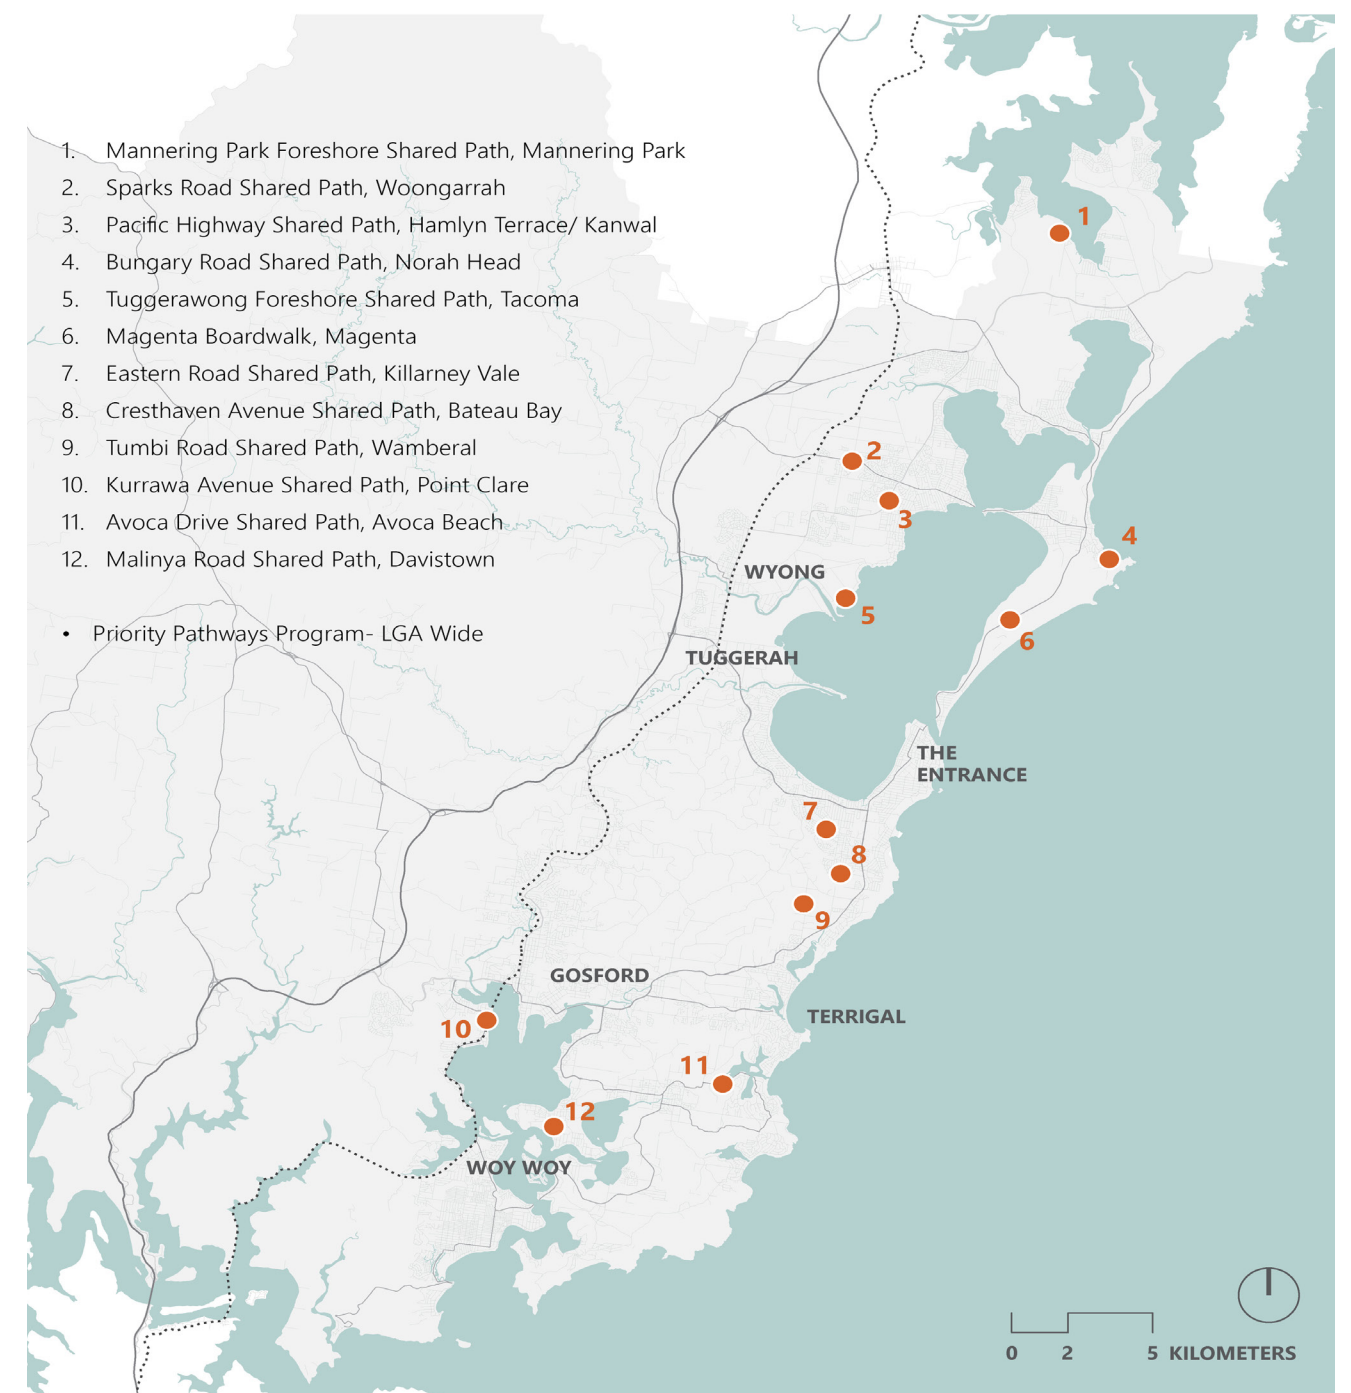 1. Mannering Park Foreshore Shared Path, Mannering Park
2. Sparks Road Shared Path, Woongarrah
3. Pacific Highway Shared Path, Hamlyn Terrace/ Kanwal
4. Bungary Road Shared Path, Norah Head
5. Tuggerawong Foreshore Shared Path, Tacoma
6. Magenta Boardwalk, Magenta
7. Eastern Road Shared Path, Killarney Vale
8. Cresthaven Avenue Shared Path, Bateau Bay
9. Tumbi Road Shared Path, Wamberal
10. Kurrawa Avenue Shared Path, Point Clare
11. Avoca Drive Shared Path, Avoca Beach
12. Malinya Road Shared Path, Davistown
• Priority Pathways Program- LGA Wide
1
2
3
4
WYONG
5
6
TUGGERAH
THE
ENTRANCE
7
8
9
GOSFORD
TERRIGAL
10
11
12
WOY WOY
0 2 5 KILOMETERS